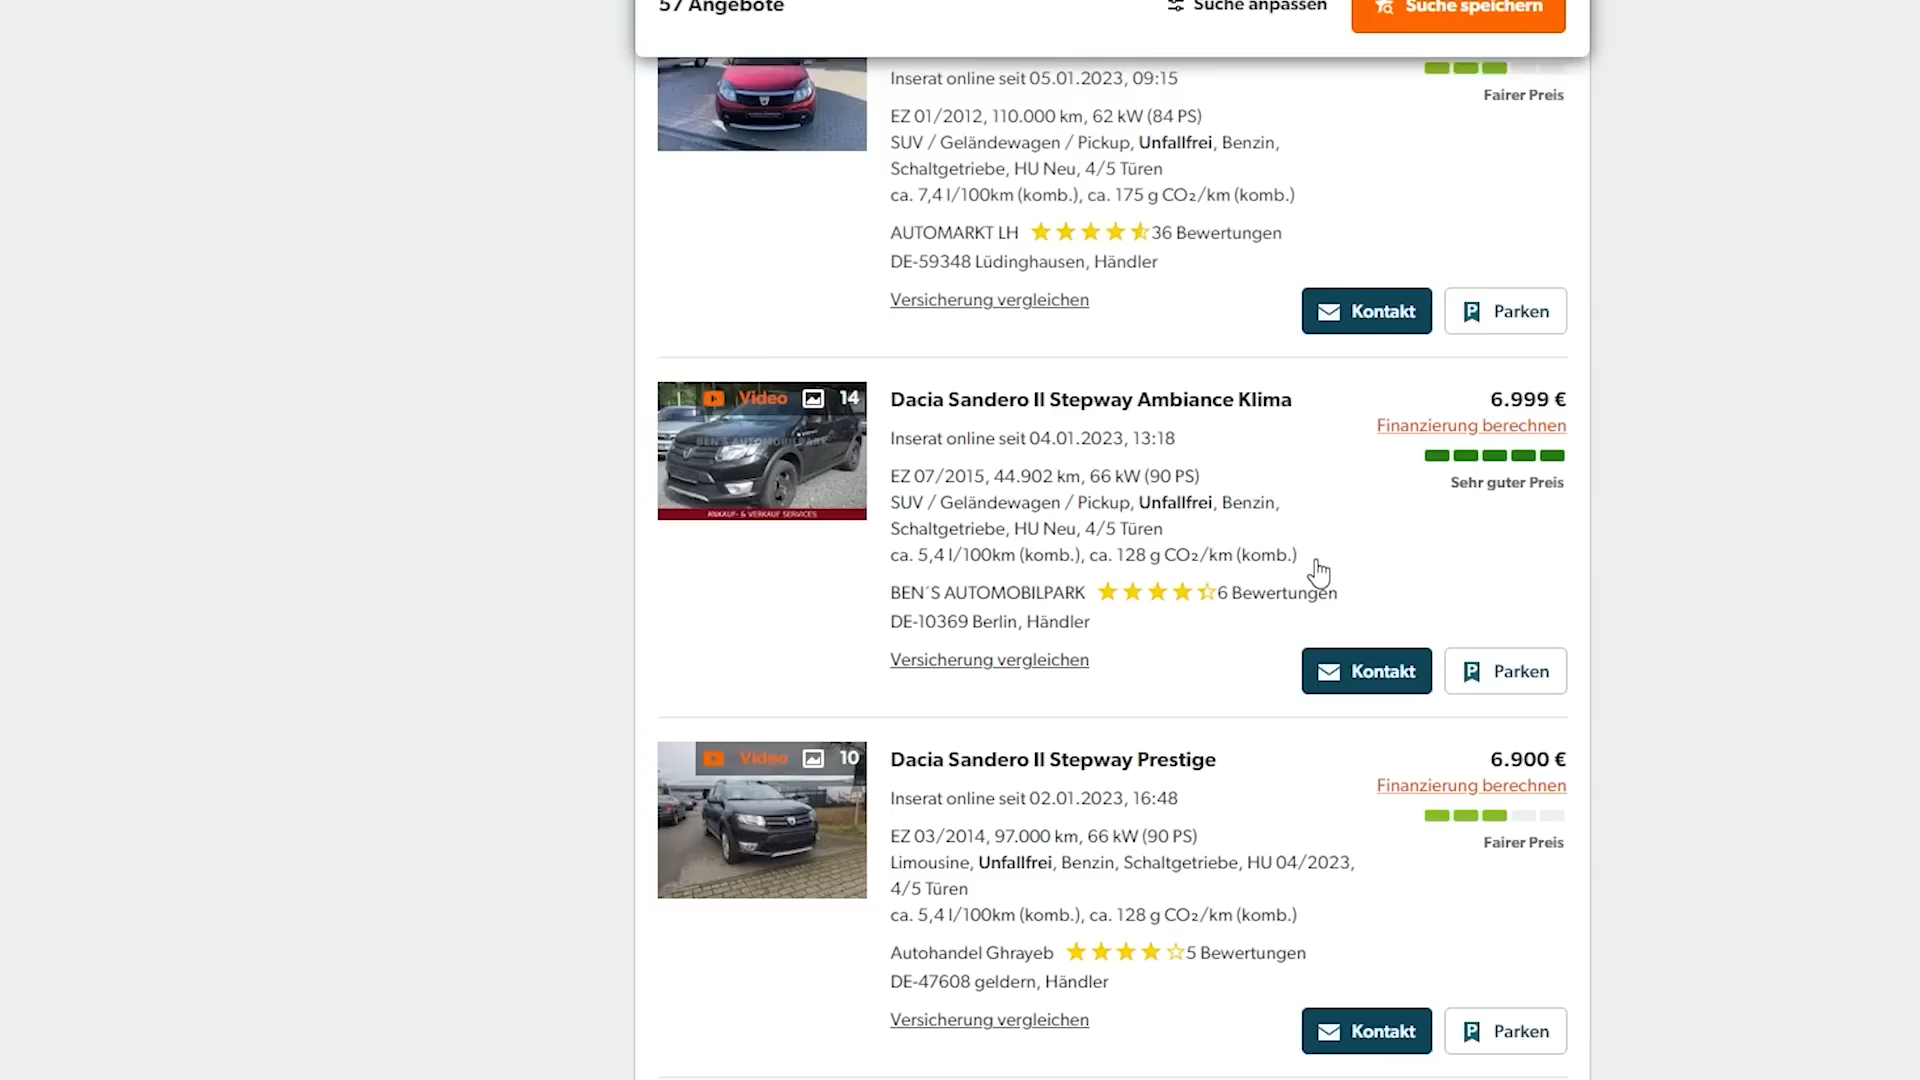 57 Angebote
Suche anpassen
Suche speichern
Inserat online seit 05.01.2023, 09:15
Fairer Preis
EZ 01/2012, 110.000 km, 62 kW (84 PS)
SUV / Geländewagen / Pickup, Unfallfrei, Benzin,
Schaltgetriebe, HU Neu, 4/5 Türen
ca. 7,4 l/100km (komb.), ca. 175 g CO₂/km (komb.)
AUTOMARKT LH 36 Bewertungen
DE-59348 Lüdinghausen, Händler
Versicherung vergleichen
Kontakt
Parken
Video 14
BEN'S AUTOMOBILPARK
ANKAUF- & VERKAUF SERVICES
Dacia Sandero II Stepway Ambiance Klima
6.999 €
Finanzierung berechnen
Inserat online seit 04.01.2023, 13:18
Sehr guter Preis
EZ 07/2015, 44.902 km, 66 kW (90 PS)
SUV / Geländewagen / Pickup, Unfallfrei, Benzin,
Schaltgetriebe, HU Neu, 4/5 Türen
ca. 5,4 l/100km (komb.), ca. 128 g CO₂/km (komb.)
BEN´S AUTOMOBILPARK 6 Bewertungen
DE-10369 Berlin, Händler
Versicherung vergleichen
Kontakt
Parken
Video 10
Dacia Sandero II Stepway Prestige
6.900 €
Finanzierung berechnen
Inserat online seit 02.01.2023, 16:48
Fairer Preis
EZ 03/2014, 97.000 km, 66 kW (90 PS)
Limousine, Unfallfrei, Benzin, Schaltgetriebe, HU 04/2023,
4/5 Türen
ca. 5,4 l/100km (komb.), ca. 128 g CO₂/km (komb.)
Autohandel Ghrayeb 5 Bewertungen
DE-47608 geldern, Händler
Versicherung vergleichen
Kontakt
Parken